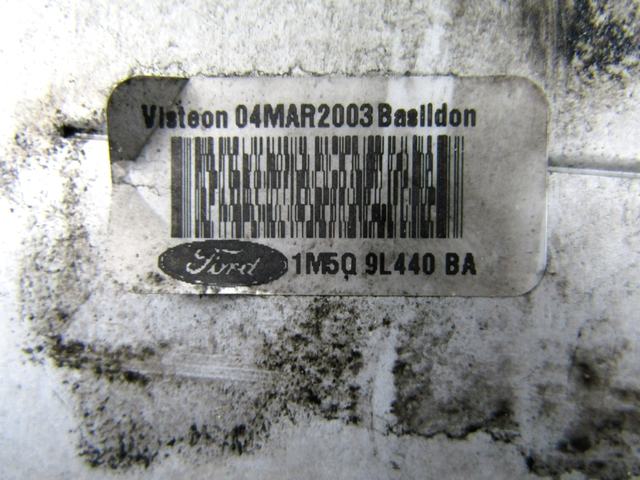 Visteon 04MAR2003 Basildon
Ford 1M5Q 9L440 BA